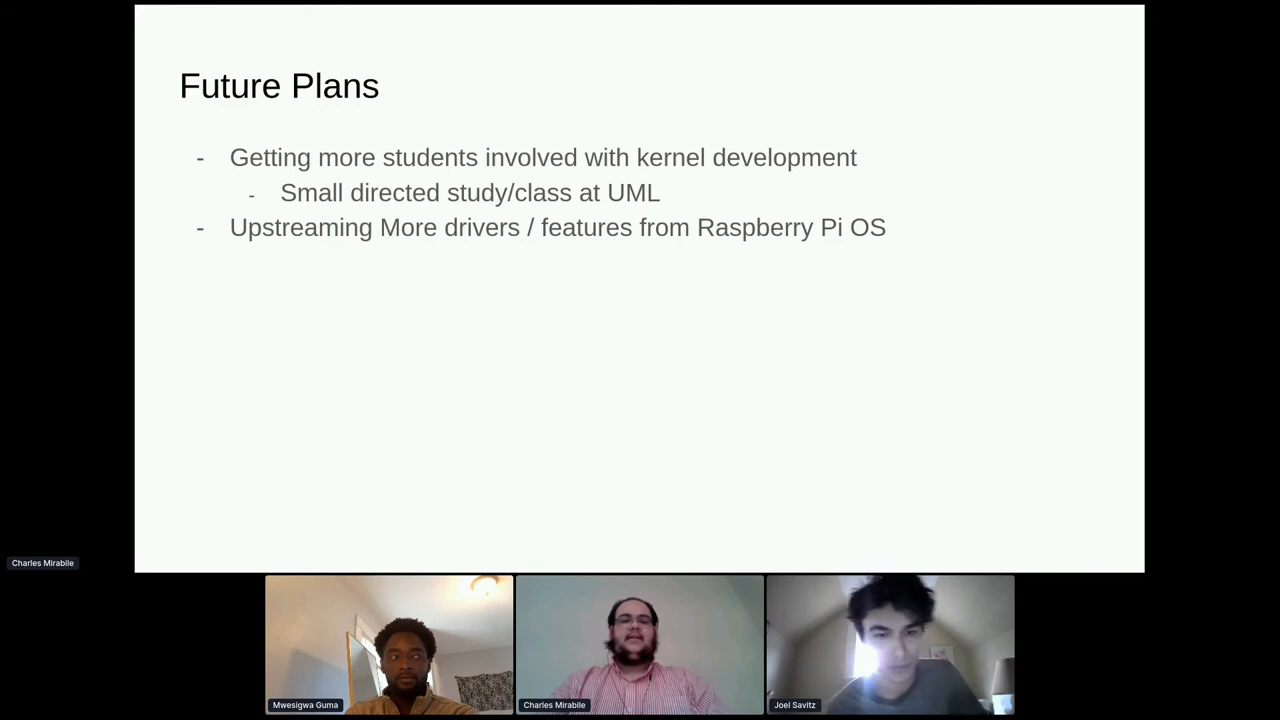 Future Plans
- Getting more students involved with kernel development
- Small directed study/class at UML
- Upstreaming More drivers / features from Raspberry Pi OS
Charles Mirabile
Mwesigwa Guma
Charles Mirabile
Joel Savitz